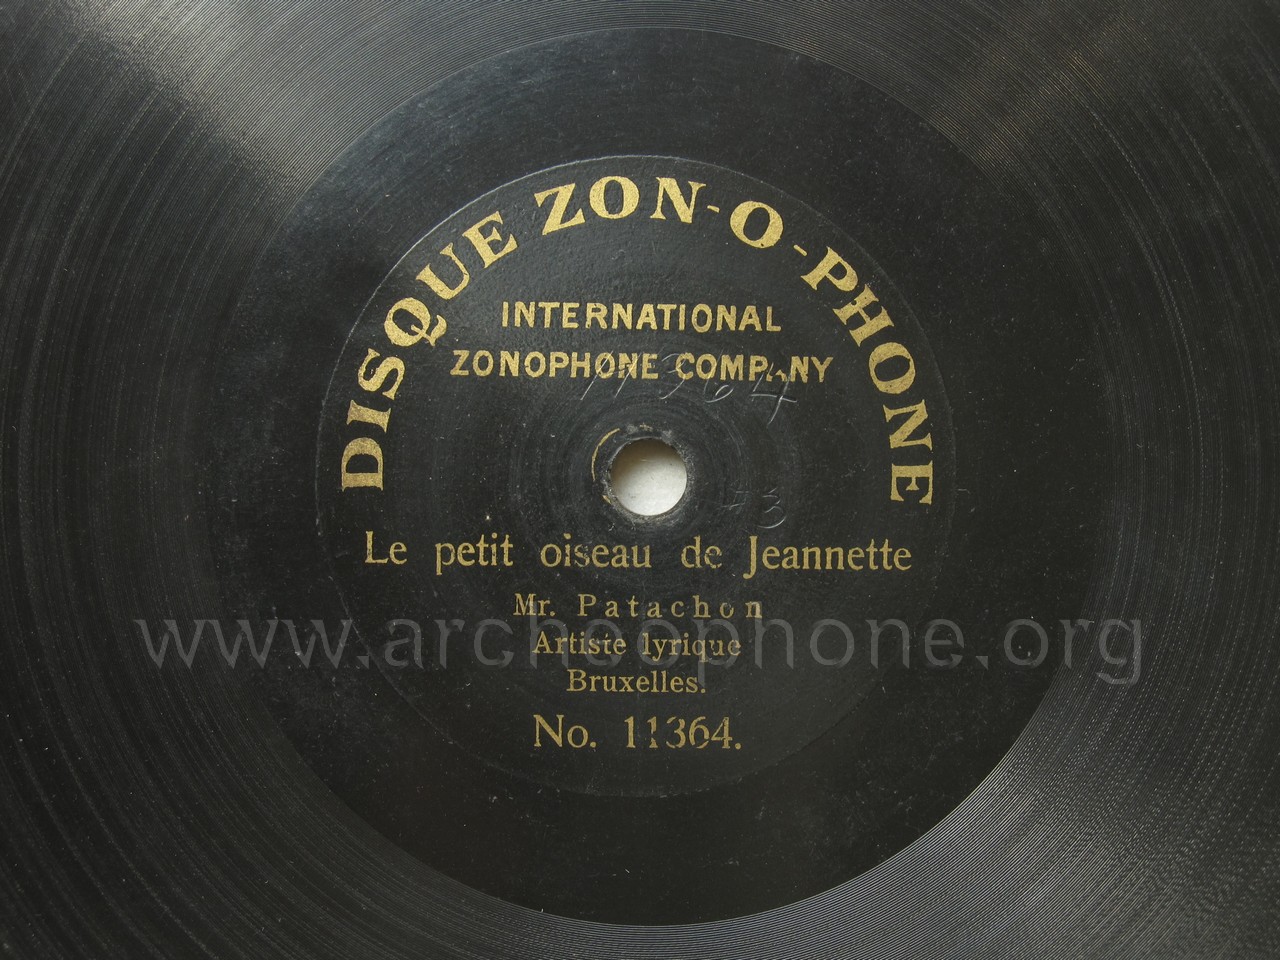 DISQUE ZON-O-PHONE
INTERNATIONAL
ZONOPHONE COMPANY
11364
73
Le petit oiseau de Jeannette
Mr. Patachon
www.archeophone.org
Artiste lyrique
Bruxelles.
No. 11364.